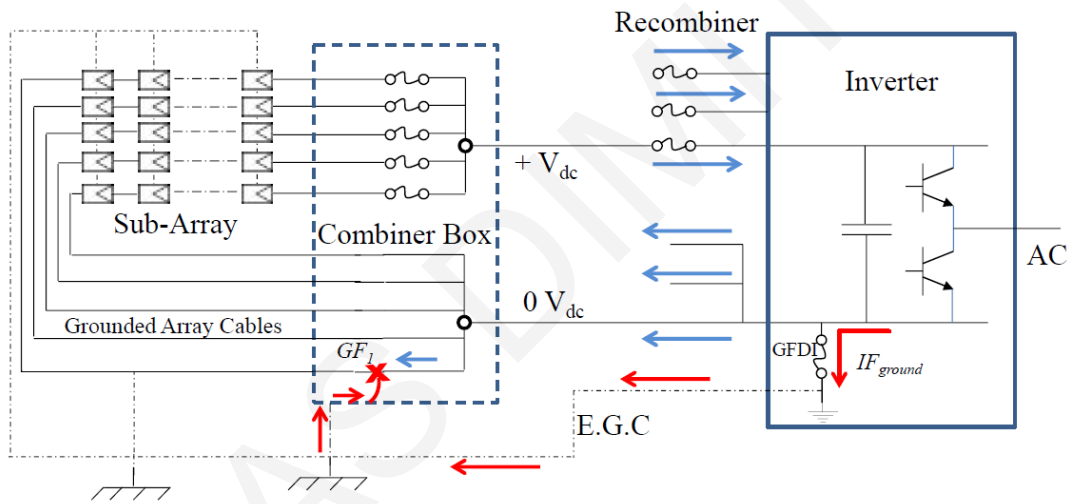 Recombiner
Inverter
+ V_dc
Sub-Array
Combiner Box
AC
0 V_dc
Grounded Array Cables
GF_1
GFDI
IF_ground
E.G.C